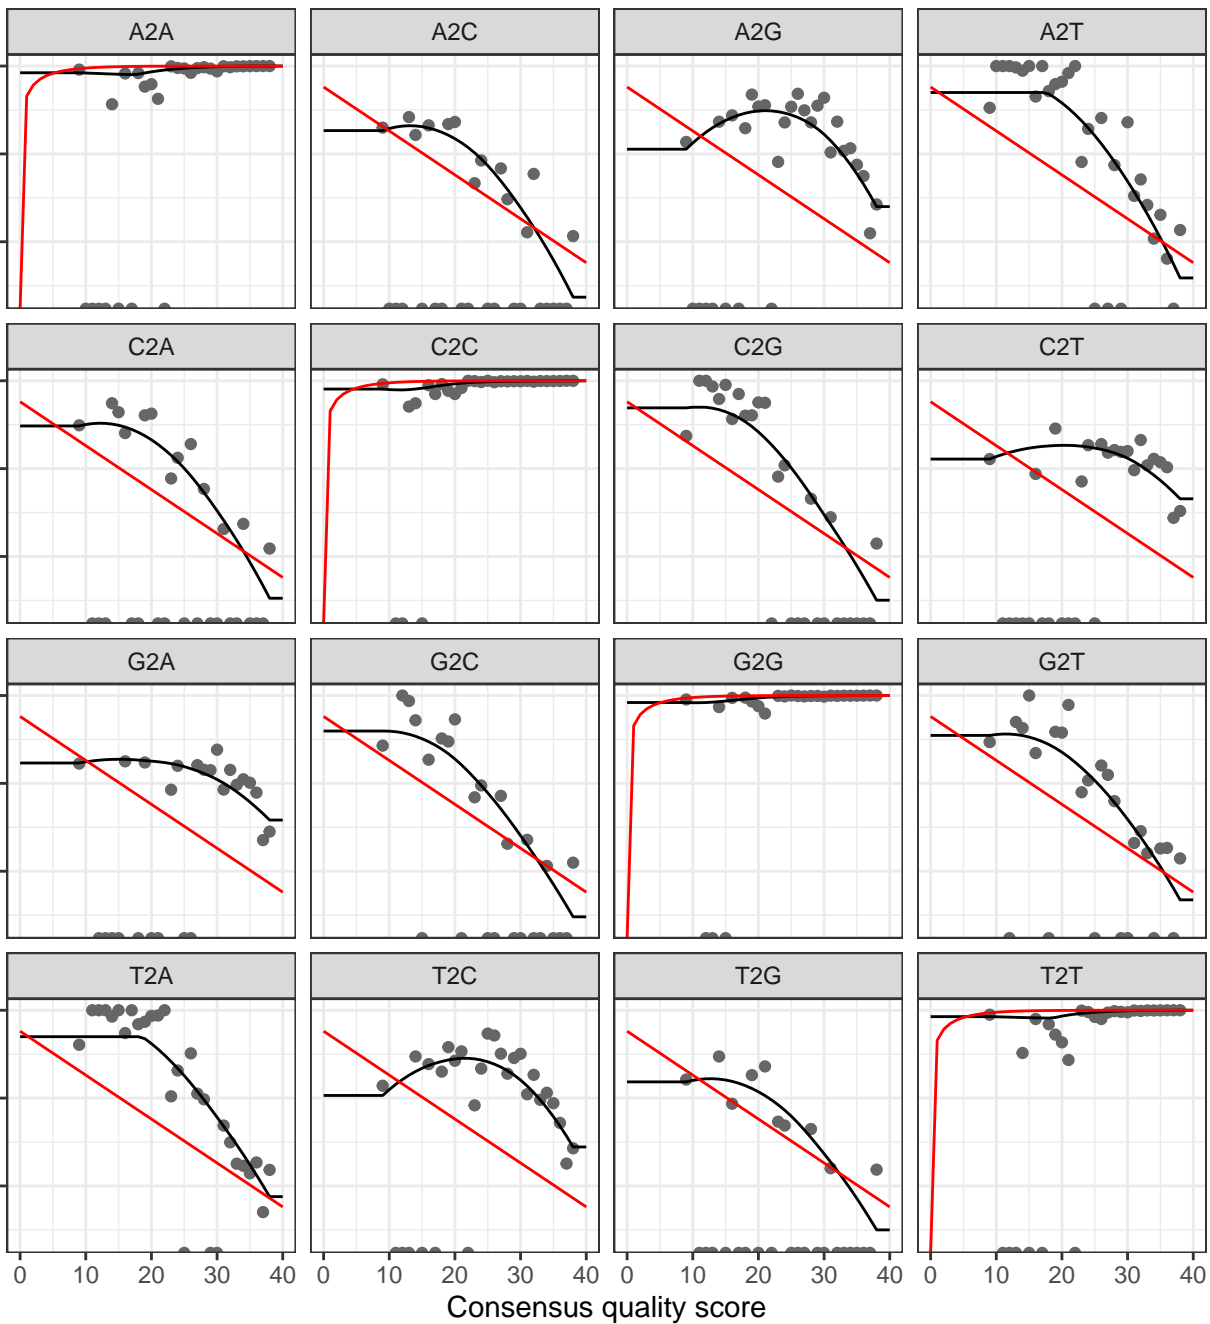 A2A A2C A2G A2T
C2A C2C C2G C2T
G2A G2C G2G G2T
T2A T2C T2G T2T
0 10 20 30 40 0 10 20 30 40 0 10 20 30 40 0 10 20 30 40
Consensus quality score